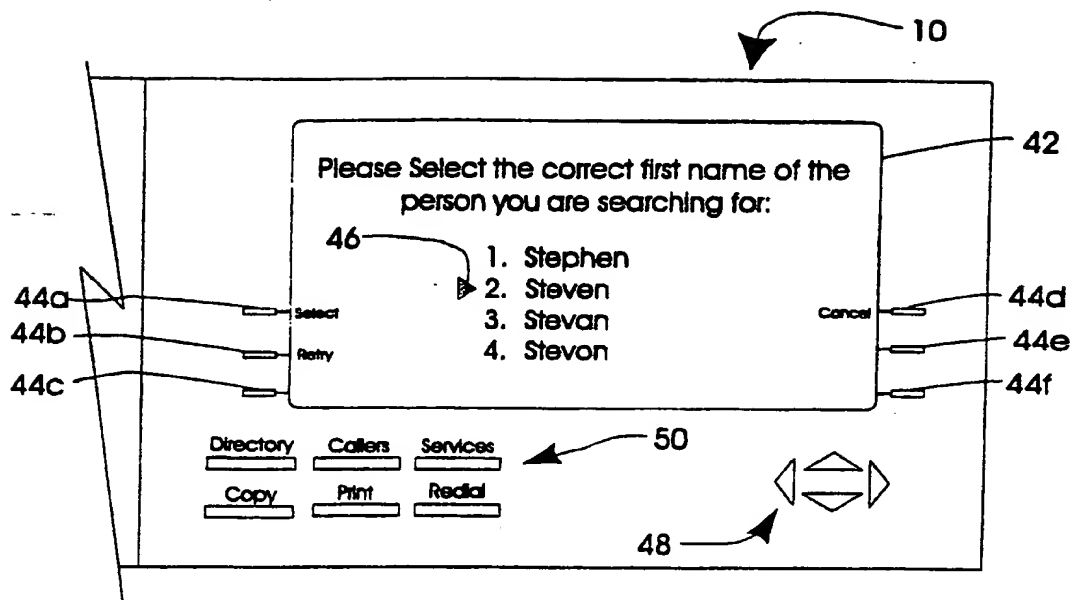 10
42
Please Select the correct first name of the
person you are searching for:
46
1. Stephen
2. Steven
3. Stevan
4. Stevon
44a
Select
Cancel
44d
44b
Retry
44e
44c
44f
Directory Callers Services
50
Copy Print Redial
48